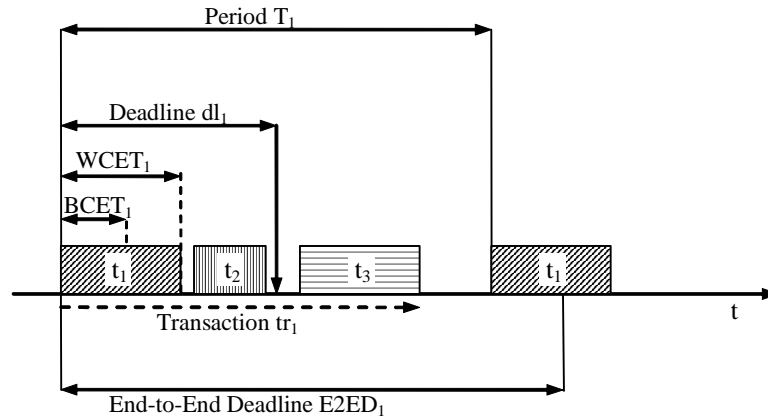 Period T₁
Deadline dl₁
WCET₁
BCET₁
t₁ t₂ t₃ t₁
t
Transaction tr₁
End-to-End Deadline E2ED₁